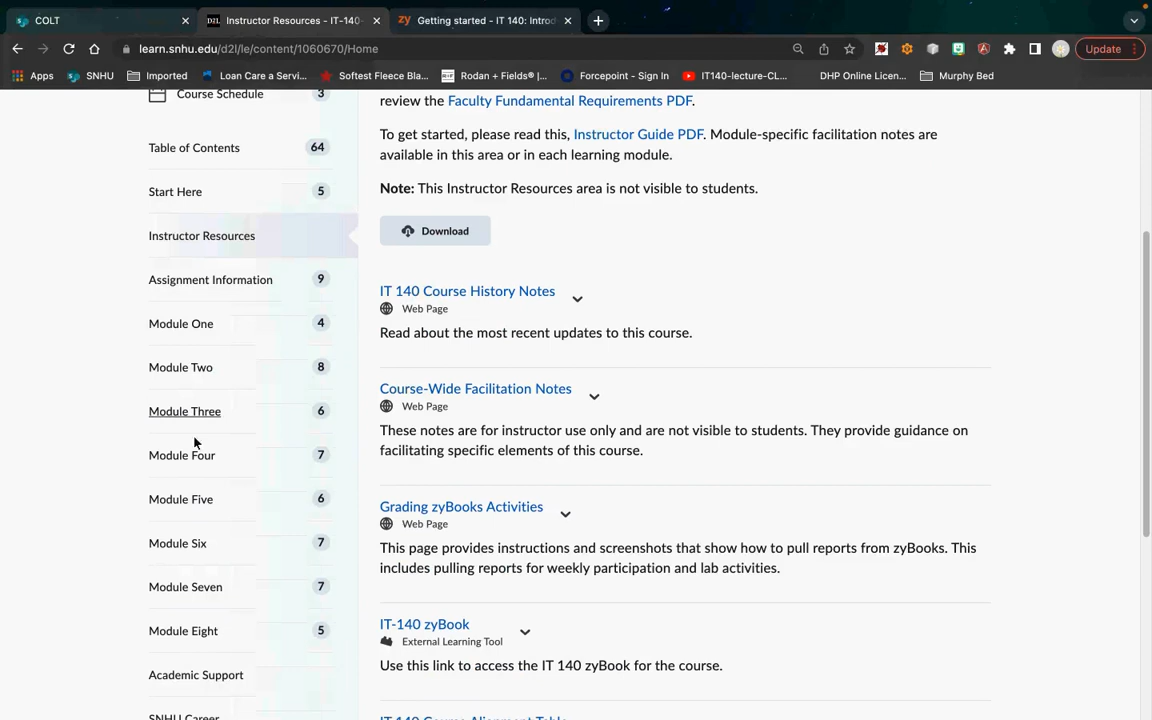 COLT
D2L Instructor Resources - IT-140-
zy Getting started - IT 140: Introd
learn.snhu.edu/d2l/le/content/1060670/Home
Update
Apps
SNHU
Imported
Loan Care a Servi...
Softest Fleece Bla...
R+F Rodan + Fields® |...
Forcepoint - Sign In
IT140-lecture-CL...
DHP Online Licen...
Murphy Bed
Course Schedule 3
Table of Contents 64
Start Here 5
Instructor Resources
Assignment Information 9
Module One 4
Module Two 8
Module Three 6
Module Four 7
Module Five 6
Module Six 7
Module Seven 7
Module Eight 5
Academic Support
SNHU Career
review the Faculty Fundamental Requirements PDF.
To get started, please read this, Instructor Guide PDF. Module-specific facilitation notes are
available in this area or in each learning module.
Note: This Instructor Resources area is not visible to students.
Download
IT 140 Course History Notes
Web Page
Read about the most recent updates to this course.
Course-Wide Facilitation Notes
Web Page
These notes are for instructor use only and are not visible to students. They provide guidance on
facilitating specific elements of this course.
Grading zyBooks Activities
Web Page
This page provides instructions and screenshots that show how to pull reports from zyBooks. This
includes pulling reports for weekly participation and lab activities.
IT-140 zyBook
External Learning Tool
Use this link to access the IT 140 zyBook for the course.
IT 140 Course Alignment Table